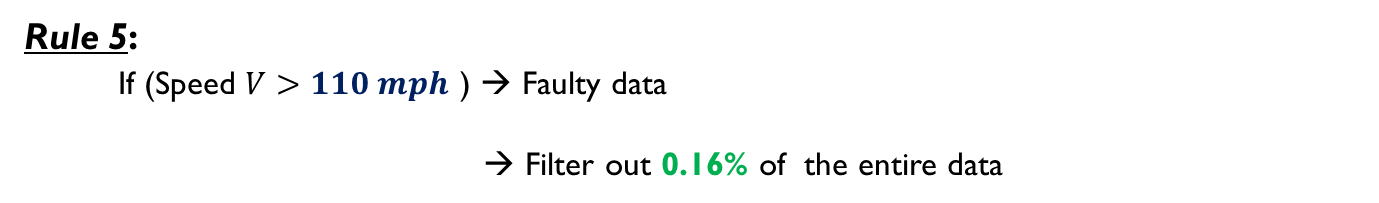 Rule 5:
If (Speed V > 110 mph ) → Faulty data
→ Filter out 0.16% of the entire data